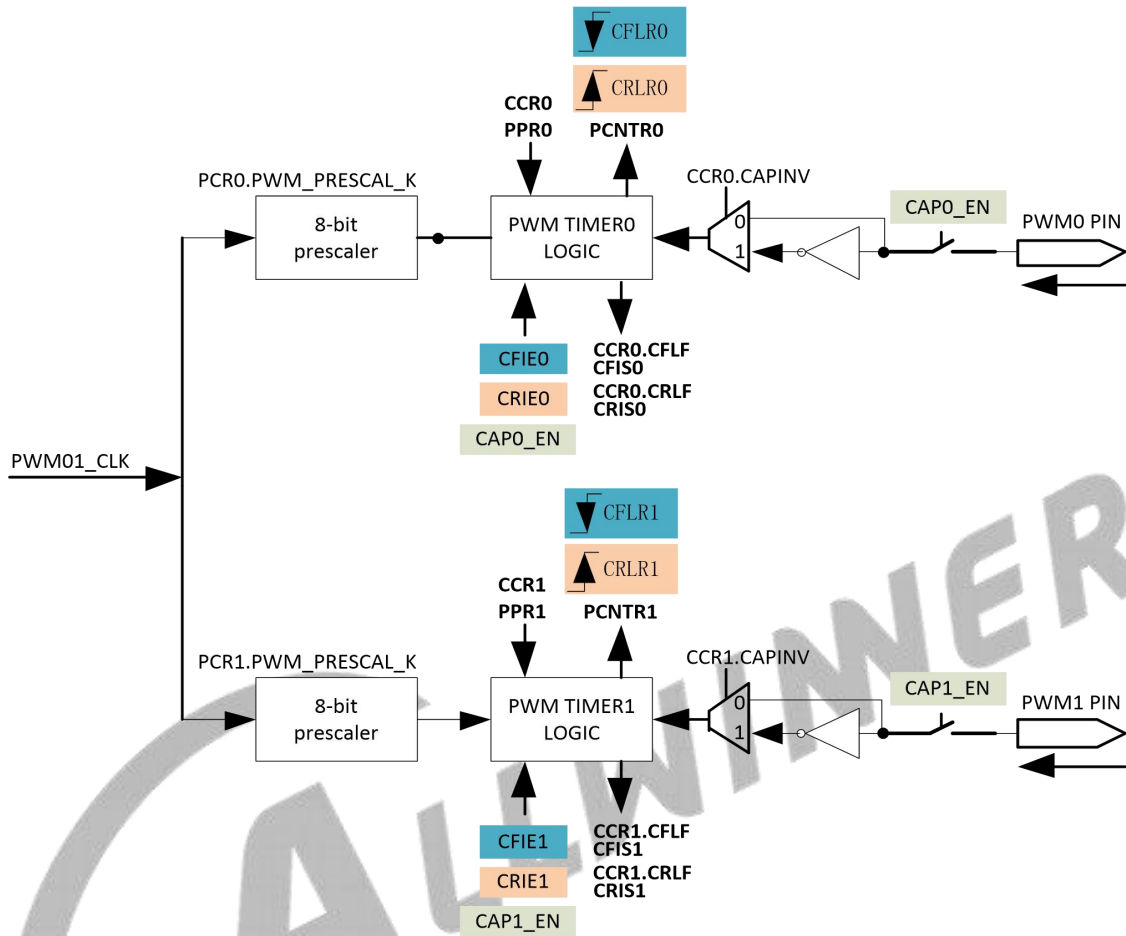 CFLR0
CRLR0
CCR0
PPR0
PCNTR0
PCR0.PWM_PRESCAL_K
8-bit
prescaler
PWM TIMER0
LOGIC
CCR0.CAPINV
0
1
CAP0_EN
PWM0 PIN
CFIE0
CRIE0
CAP0_EN
CCR0.CFLF
CFIS0
CCR0.CRLF
CRIS0
PWM01_CLK
CFLR1
CRLR1
CCR1
PPR1
PCNTR1
PCR1.PWM_PRESCAL_K
8-bit
prescaler
PWM TIMER1
LOGIC
CCR1.CAPINV
0
1
CAP1_EN
PWM1 PIN
CFIE1
CRIE1
CAP1_EN
CCR1.CFLF
CFIS1
CCR1.CRLF
CRIS1
ALLWINNER